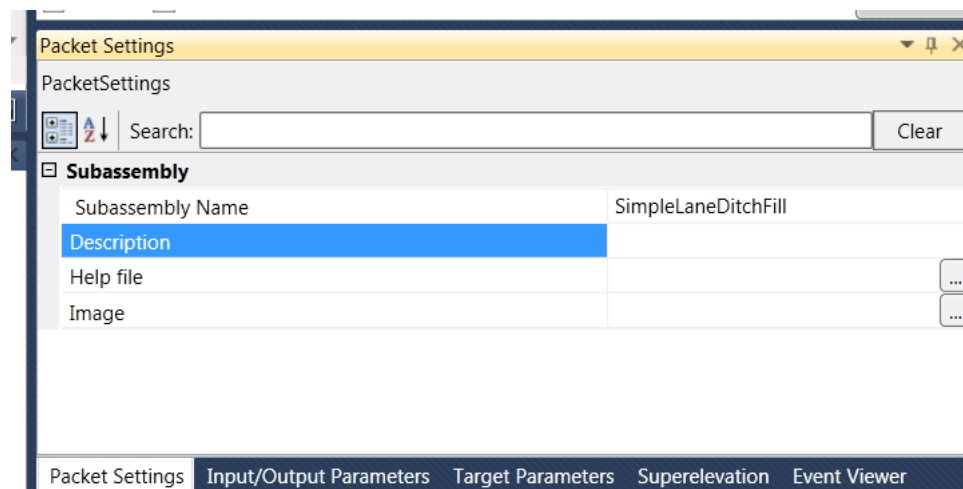 Packet Settings
PacketSettings
Search: Clear
Subassembly
Subassembly Name SimpleLaneDitchFill
Description
Help file ...
Image ...
Packet Settings Input/Output Parameters Target Parameters Superelevation Event Viewer